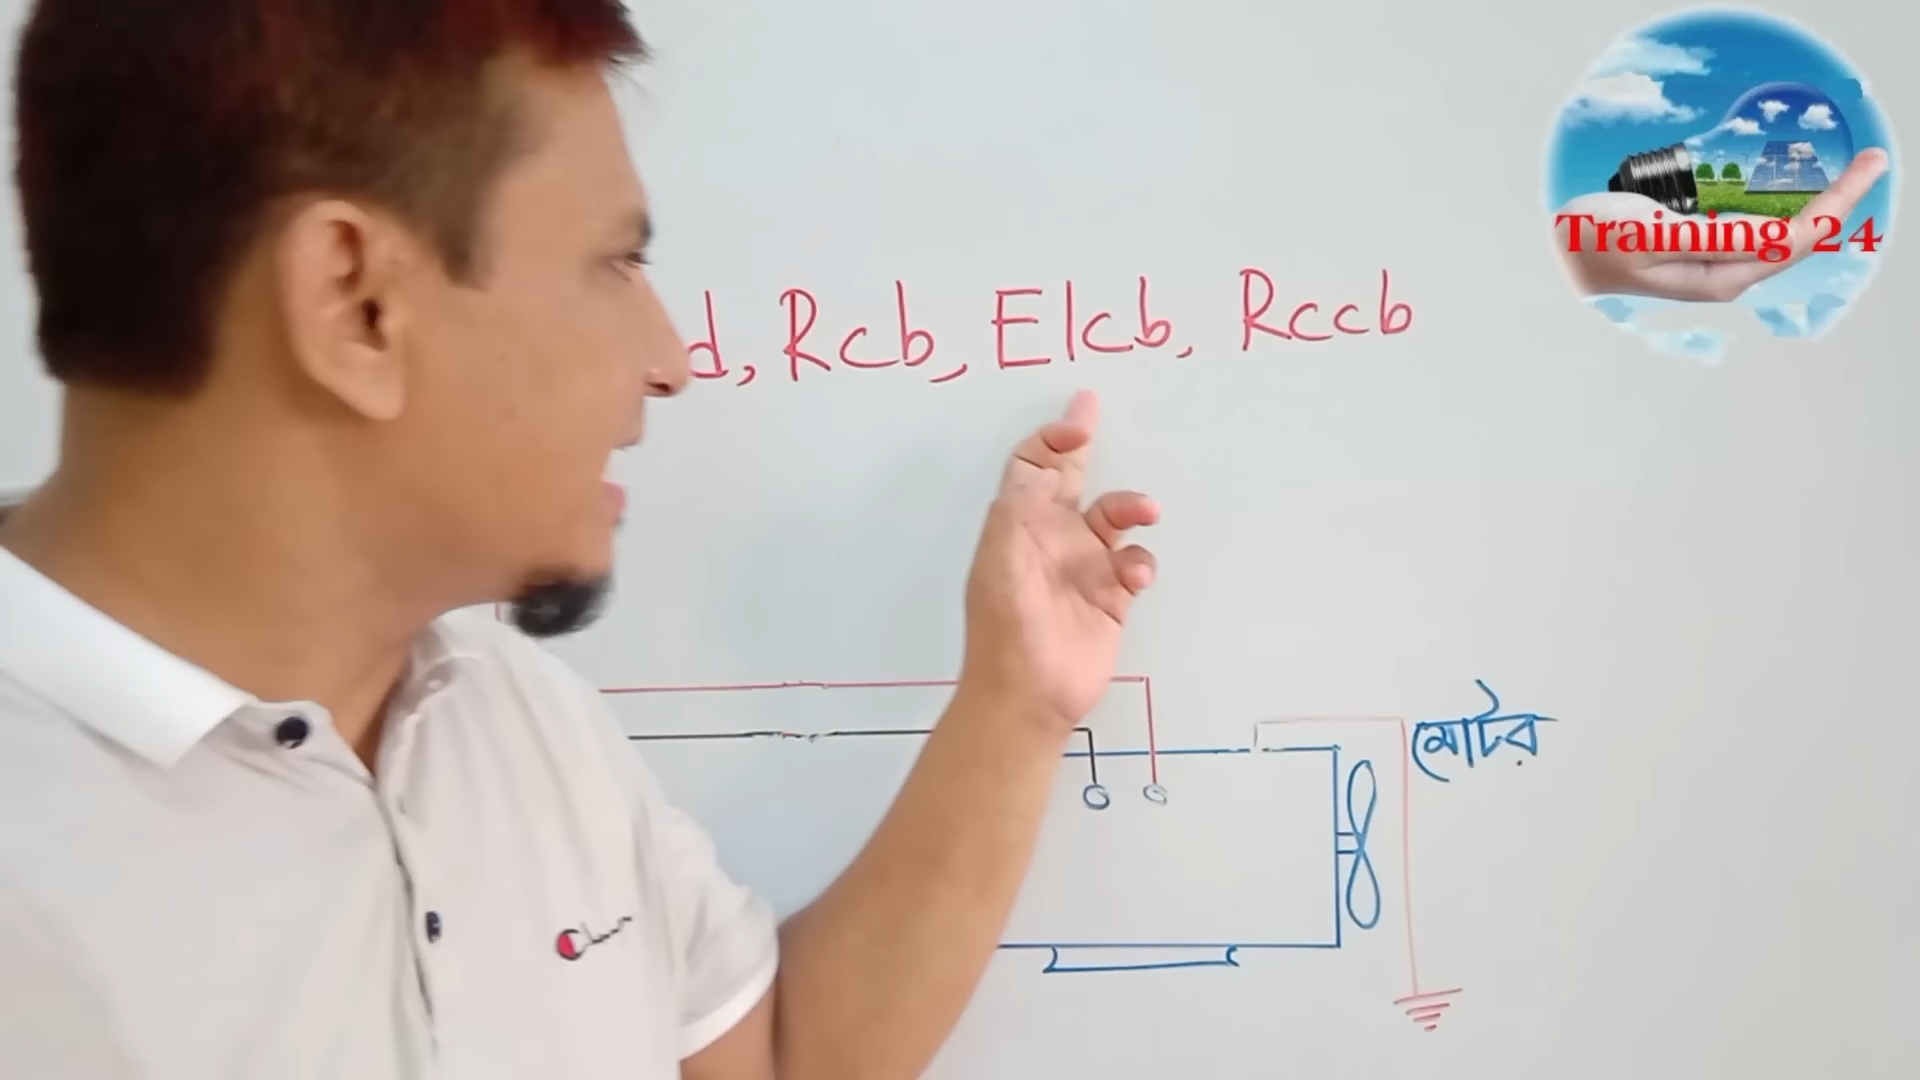 Training 24
d, Rcb, Elcb, Rccb
মোটর